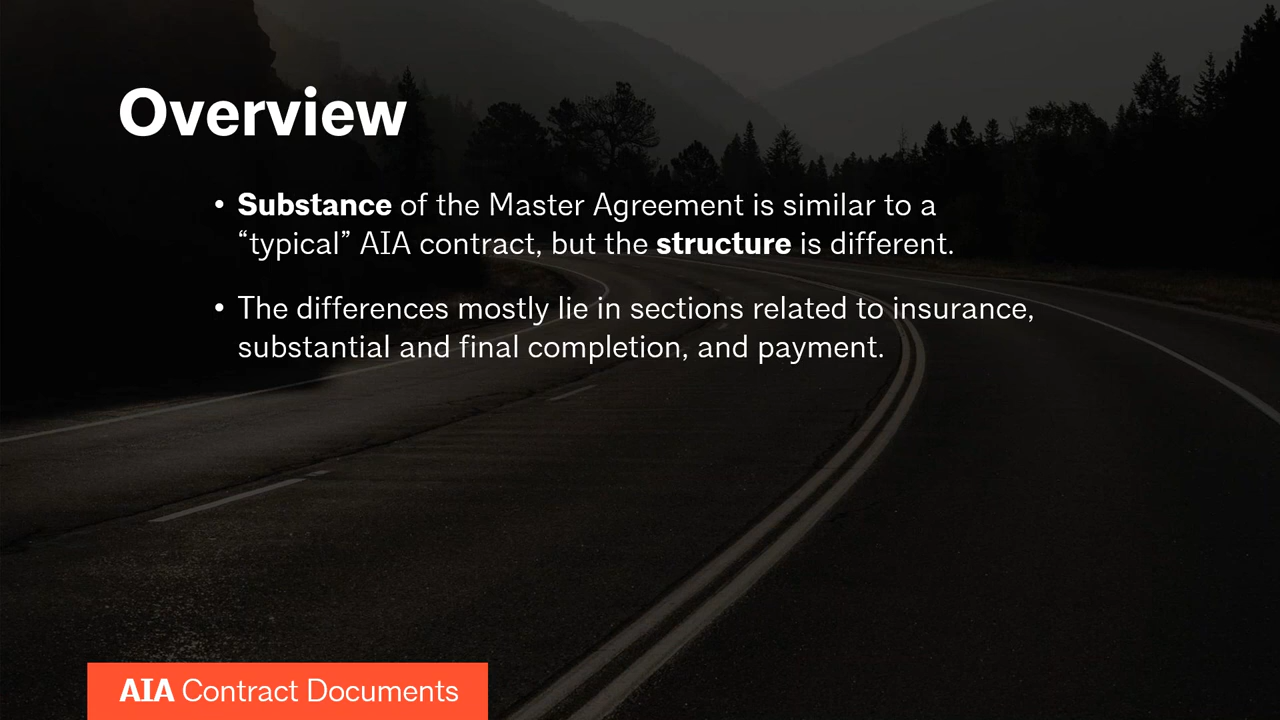 Overview
• Substance of the Master Agreement is similar to a
“typical” AIA contract, but the structure is different.
• The differences mostly lie in sections related to insurance,
substantial and final completion, and payment.
AIA Contract Documents